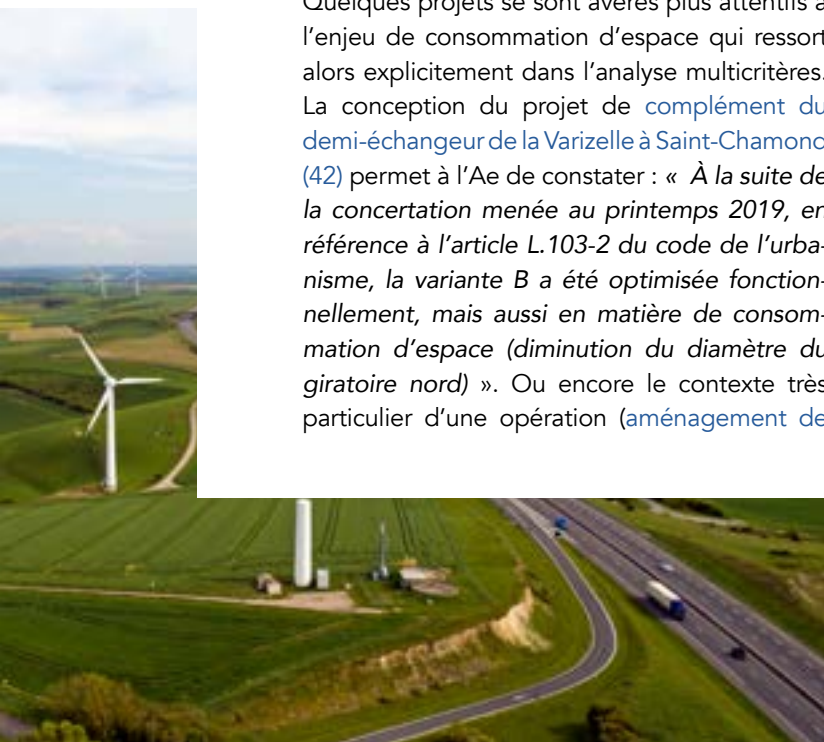 Quelques projets se sont avérés plus attentifs à
l'enjeu de consommation d'espace qui ressort
alors explicitement dans l'analyse multicritères.
La conception du projet de complément du
demi-échangeur de la Varizelle à Saint-Chamond
(42) permet à l'Ae de constater : « À la suite de
la concertation menée au printemps 2019, en
référence à l'article L.103-2 du code de l'urba-
nisme, la variante B a été optimisée fonction-
nellement, mais aussi en matière de consom-
mation d'espace (diminution du diamètre du
giratoire nord) ». Ou encore le contexte très
particulier d'une opération (aménagement de